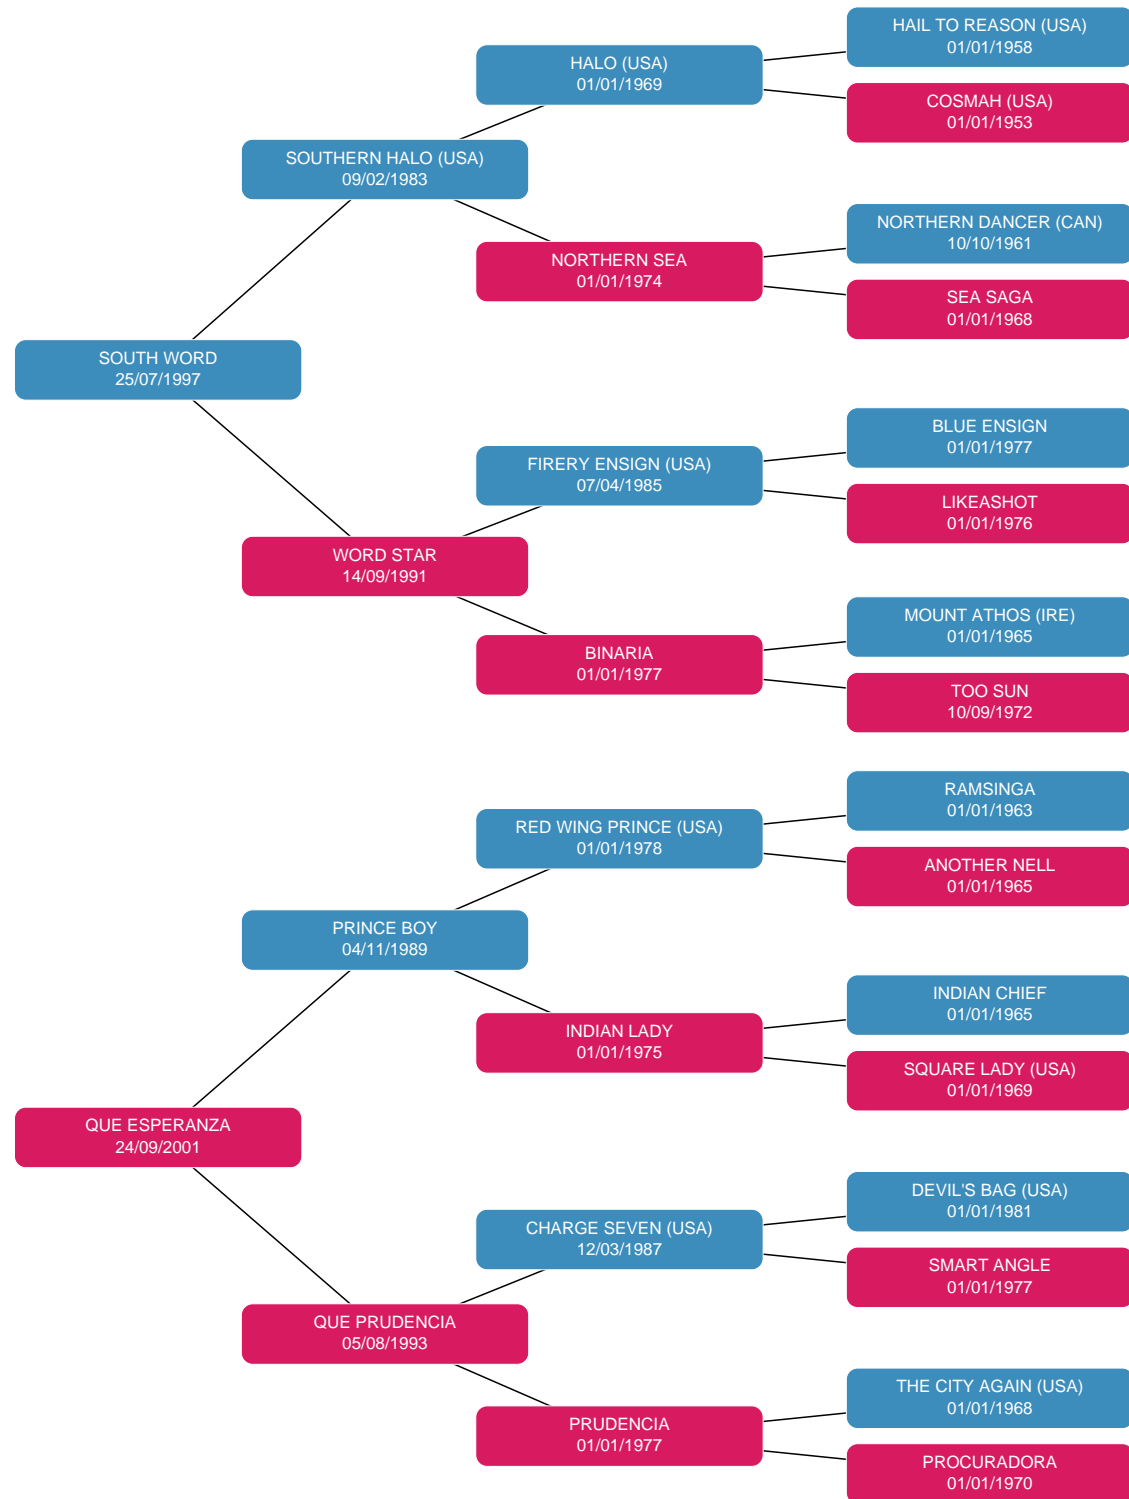 HAIL TO REASON (USA)
01/01/1958
HALO (USA)
01/01/1969
COSMAH (USA)
01/01/1953
SOUTHERN HALO (USA)
09/02/1983
NORTHERN DANCER (CAN)
10/10/1961
NORTHERN SEA
01/01/1974
SEA SAGA
01/01/1968
SOUTH WORD
25/07/1997
BLUE ENSIGN
01/01/1977
FIRERY ENSIGN (USA)
07/04/1985
LIKEASHOT
01/01/1976
WORD STAR
14/09/1991
MOUNT ATHOS (IRE)
01/01/1965
BINARIA
01/01/1977
TOO SUN
10/09/1972
RAMSINGA
01/01/1963
RED WING PRINCE (USA)
01/01/1978
ANOTHER NELL
01/01/1965
PRINCE BOY
04/11/1989
INDIAN CHIEF
01/01/1965
INDIAN LADY
01/01/1975
SQUARE LADY (USA)
01/01/1969
QUE ESPERANZA
24/09/2001
DEVIL'S BAG (USA)
01/01/1981
CHARGE SEVEN (USA)
12/03/1987
SMART ANGLE
01/01/1977
QUE PRUDENCIA
05/08/1993
THE CITY AGAIN (USA)
01/01/1968
PRUDENCIA
01/01/1977
PROCURADORA
01/01/1970